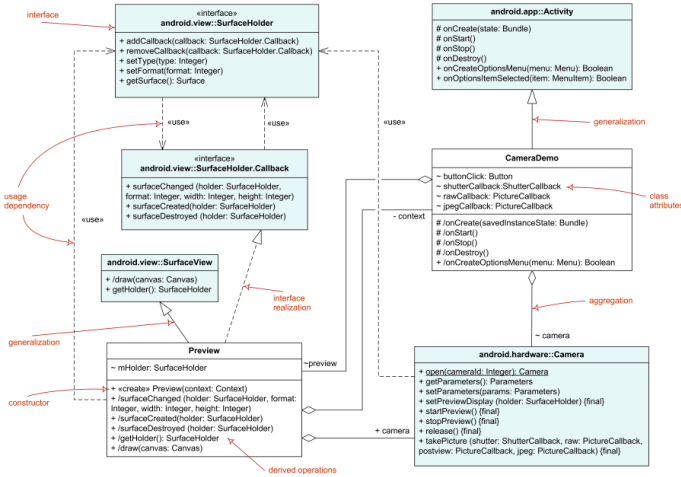 interface
«interface»
android.view::SurfaceHolder
+ addCallback(callback: SurfaceHolder.Callback)
+ removeCallback(callback: SurfaceHolder.Callback)
+ setType(type: Integer)
+ setFormat(format: Integer)
+ getSurface(): Surface
android.app::Activity
# onCreate(state: Bundle)
# onStart()
# onStop()
# onDestroy()
+ onCreateOptionsMenu(menu: Menu): Boolean
+ onOptionsItemSelected(item: MenuItem): Boolean
«use»
«use»
«use»
generalization
«interface»
android.view::SurfaceHolder.Callback
+ surfaceChanged (holder: SurfaceHolder,
format: Integer, width: Integer, height: Integer)
+ surfaceCreated(holder: SurfaceHolder)
+ surfaceDestroyed (holder: SurfaceHolder)
CameraDemo
~ buttonClick: Button
~ shutterCallback:ShutterCallback
~ rawCallback: PictureCallback
~ jpegCallback: PictureCallback
# /onCreate(savedInstanceState: Bundle)
# /onStart()
# /onStop()
# /onDestroy()
+ /onCreateOptionsMenu(menu: Menu): Boolean
class
attributes
usage
dependency
«use»
- context
android.view::SurfaceView
+ /draw(canvas: Canvas)
+ getHolder(): SurfaceHolder
interface
realization
aggregation
generalization
~ camera
Preview
~ mHolder: SurfaceHolder
+ «create» Preview(context: Context)
+ /surfaceChanged (holder: SurfaceHolder, format:
Integer, width: Integer, height: Integer)
+ /surfaceCreated(holder: SurfaceHolder)
+ /surfaceDestroyed (holder: SurfaceHolder)
+ /getHolder(): SurfaceHolder
+ /draw(canvas: Canvas)
~preview
android.hardware::Camera
+ open(cameraId: Integer): Camera
+ getParameters(): Parameters
+ setParameters(params: Parameters)
+ setPreviewDisplay (holder: SurfaceHolder) {final}
+ startPreview() {final}
+ stopPreview() {final}
+ release() {final}
+ takePicture (shutter: ShutterCallback, raw: PictureCallback,
postview: PictureCallback, jpeg: PictureCallback) {final}
constructor
+ camera
derived operations